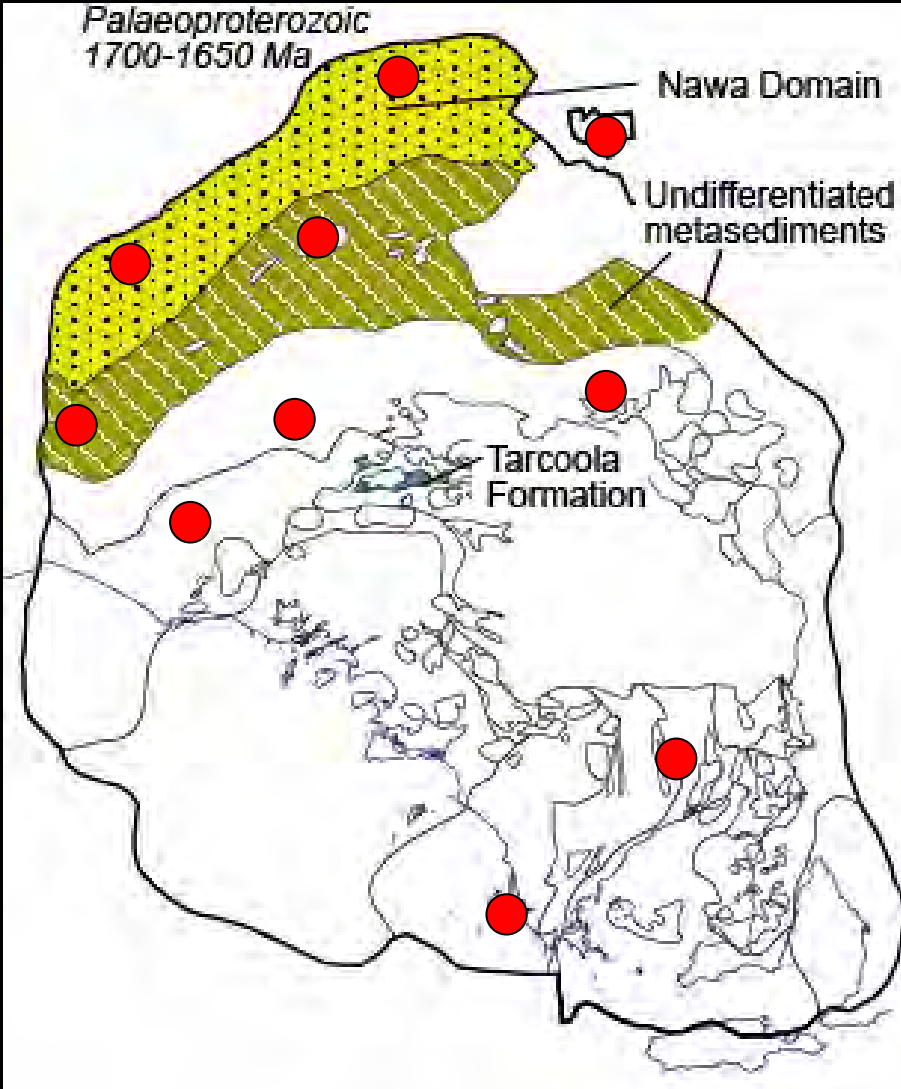 Palaeoproterozoic
1700-1650 Ma
Nawa Domain
Undifferentiated
metasediments
Tarcoola
Formation